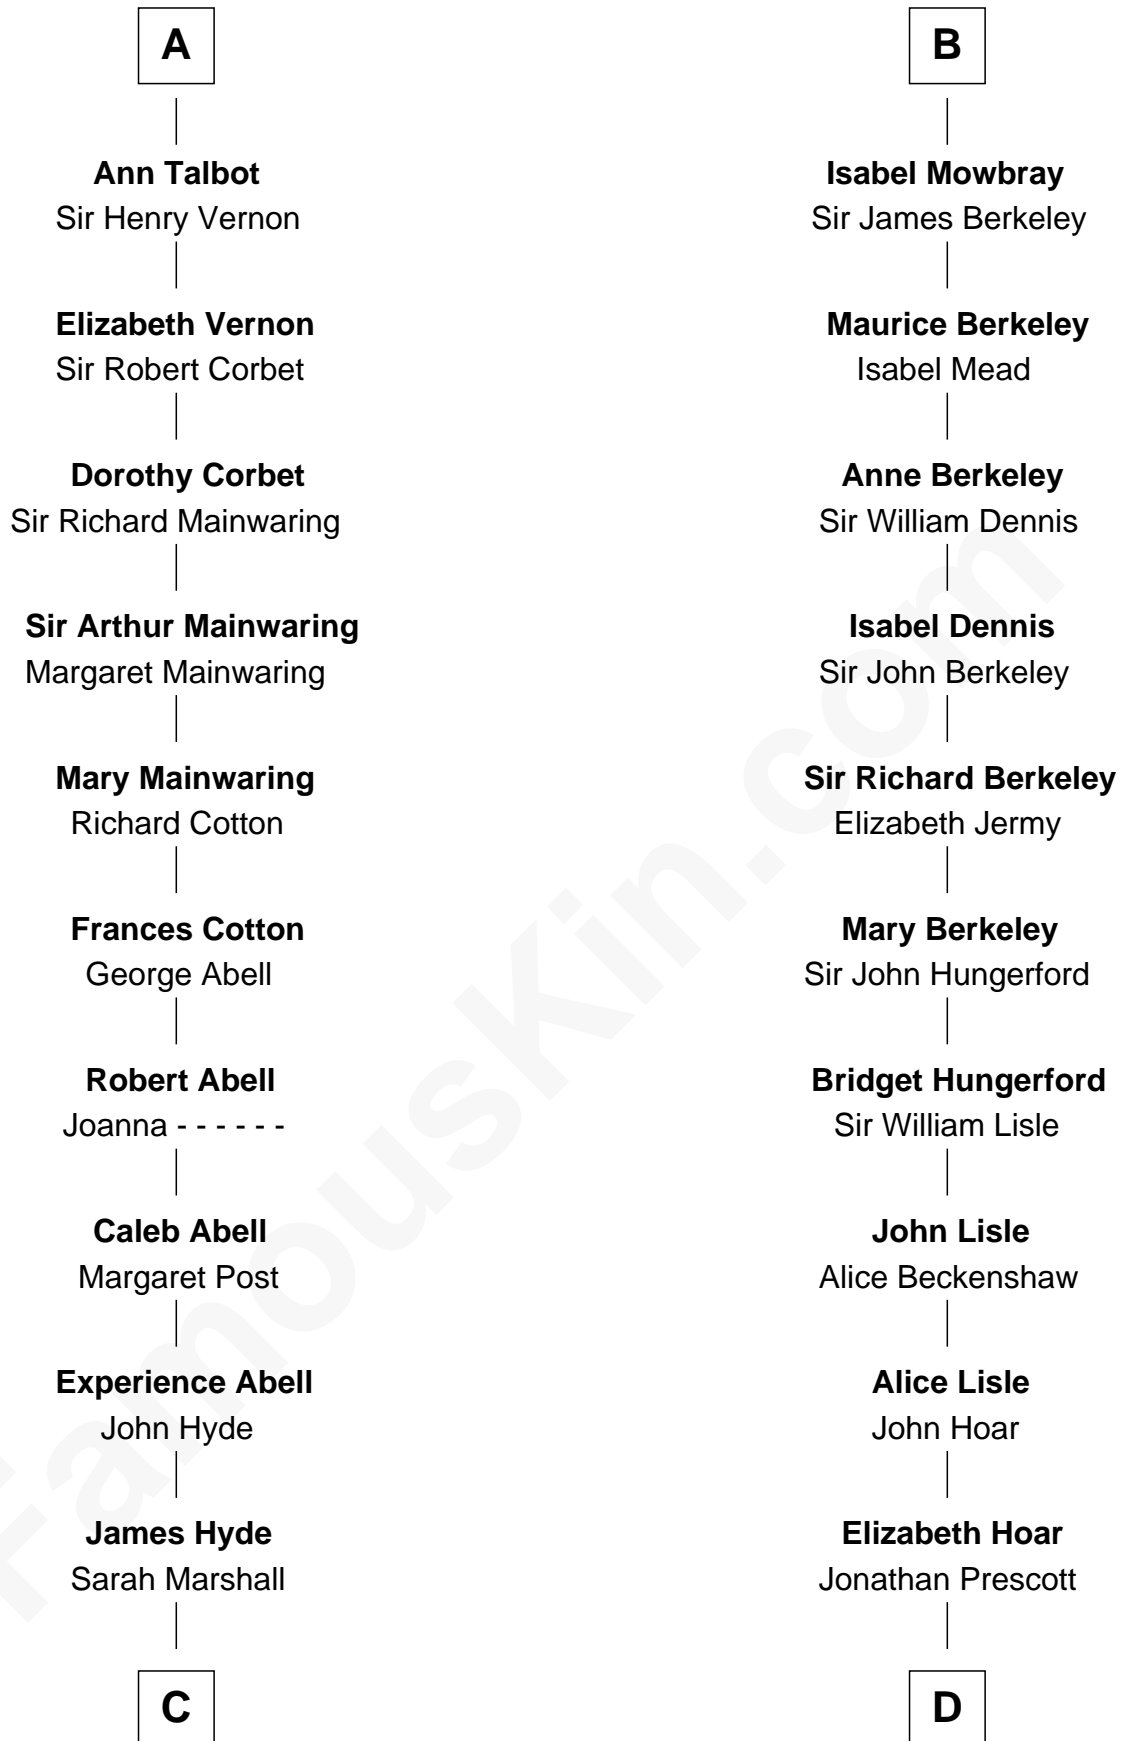 A
Ann Talbot
Sir Henry Vernon
Elizabeth Vernon
Sir Robert Corbet
Dorothy Corbet
Sir Richard Mainwaring
Sir Arthur Mainwaring
Margaret Mainwaring
Mary Mainwaring
Richard Cotton
Frances Cotton
George Abell
Robert Abell
Joanna - - - - - -
Caleb Abell
Margaret Post
Experience Abell
John Hyde
James Hyde
Sarah Marshall
C
B
Isabel Mowbray
Sir James Berkeley
Maurice Berkeley
Isabel Mead
Anne Berkeley
Sir William Dennis
Isabel Dennis
Sir John Berkeley
Sir Richard Berkeley
Elizabeth Jermy
Mary Berkeley
Sir John Hungerford
Bridget Hungerford
Sir William Lisle
John Lisle
Alice Beckenshaw
Alice Lisle
John Hoar
Elizabeth Hoar
Jonathan Prescott
D
FamousKin.com